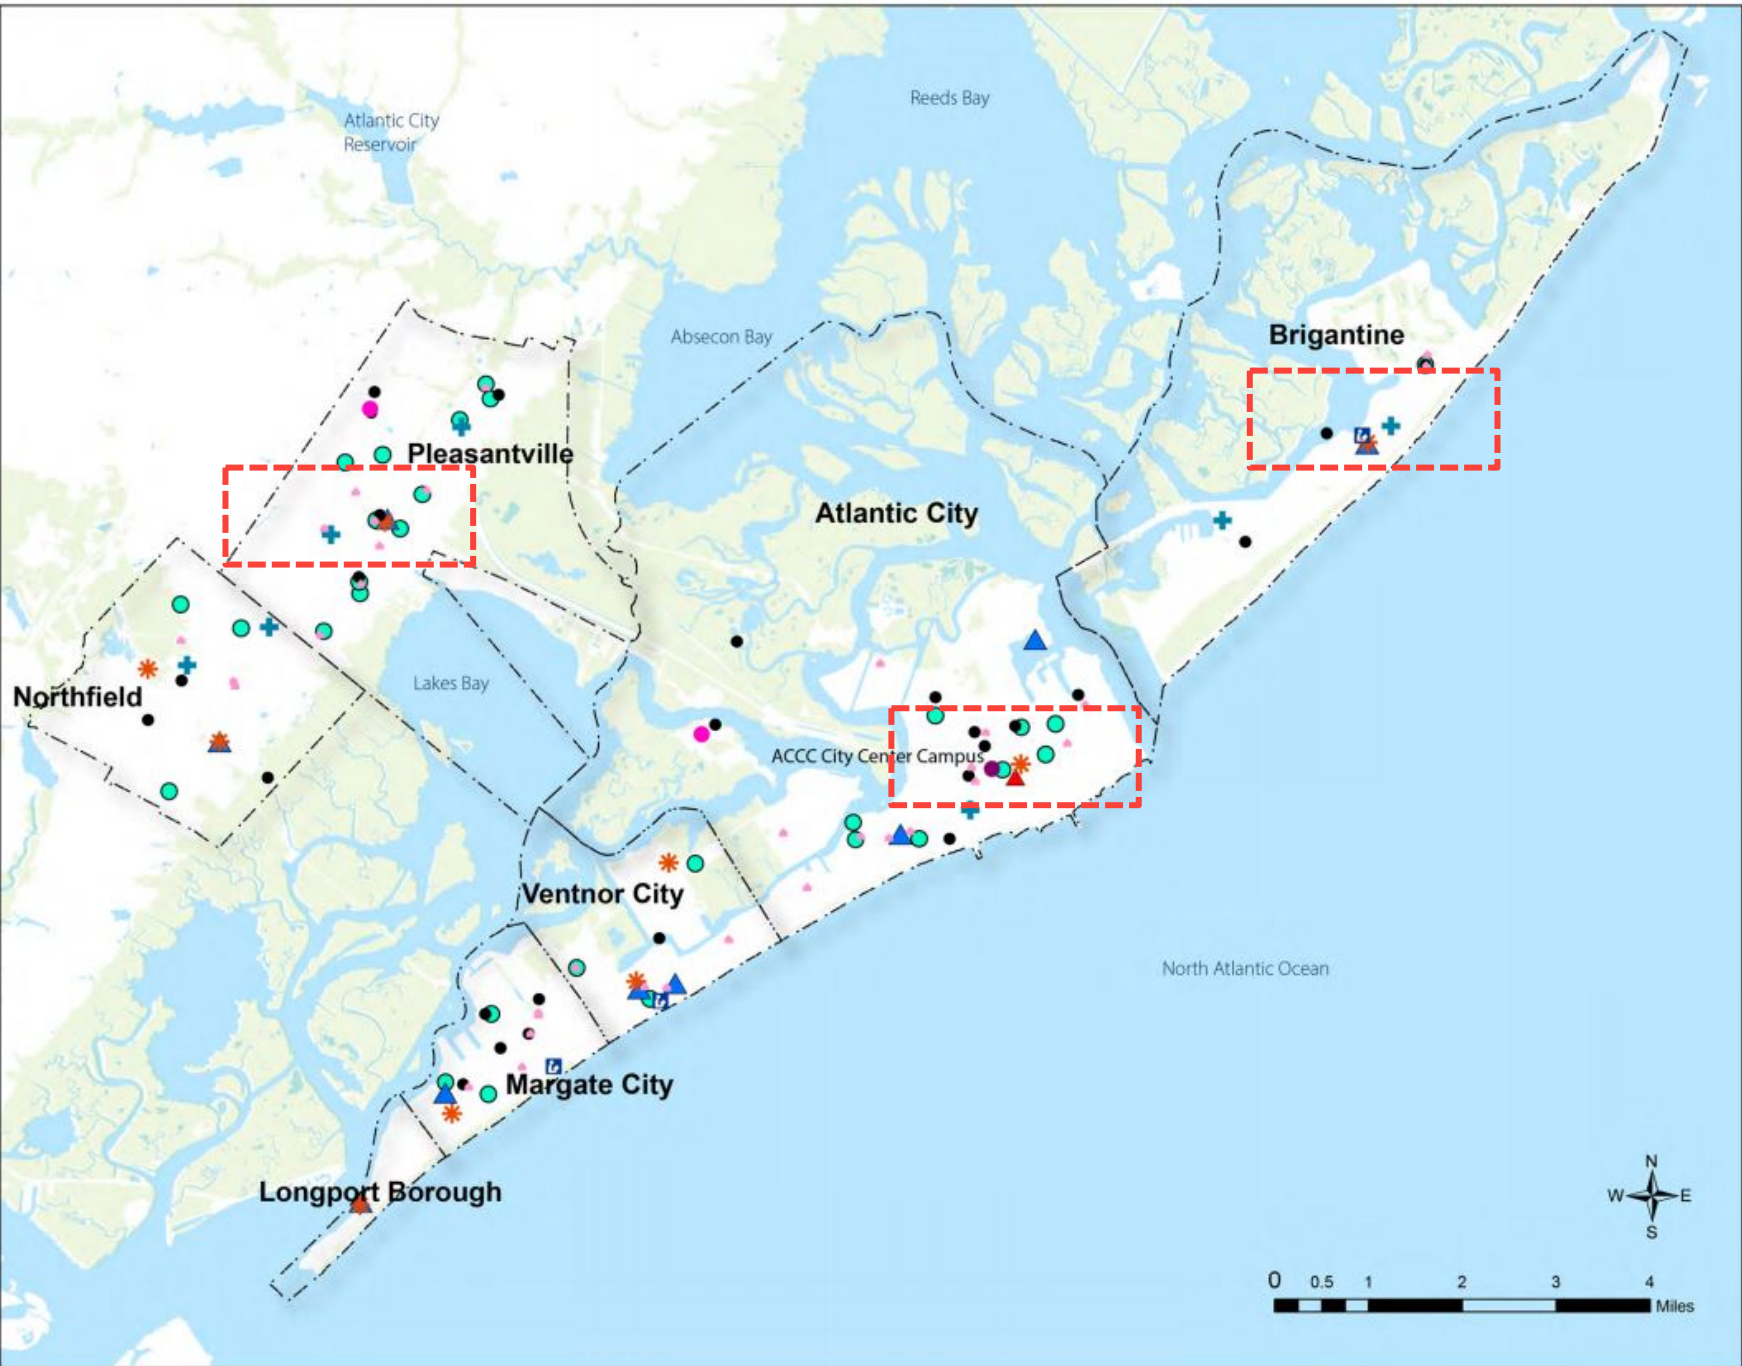 Reeds Bay
Atlantic City
Reservoir
Absecon Bay
Brigantine
Pleasantville
Atlantic City
Lakes Bay
Northfield
ACCC City Center Campus
Ventnor City
North Atlantic Ocean
Margate City
Longport Borough
N
W E
S
0 0.5 1 2 3 4
Miles